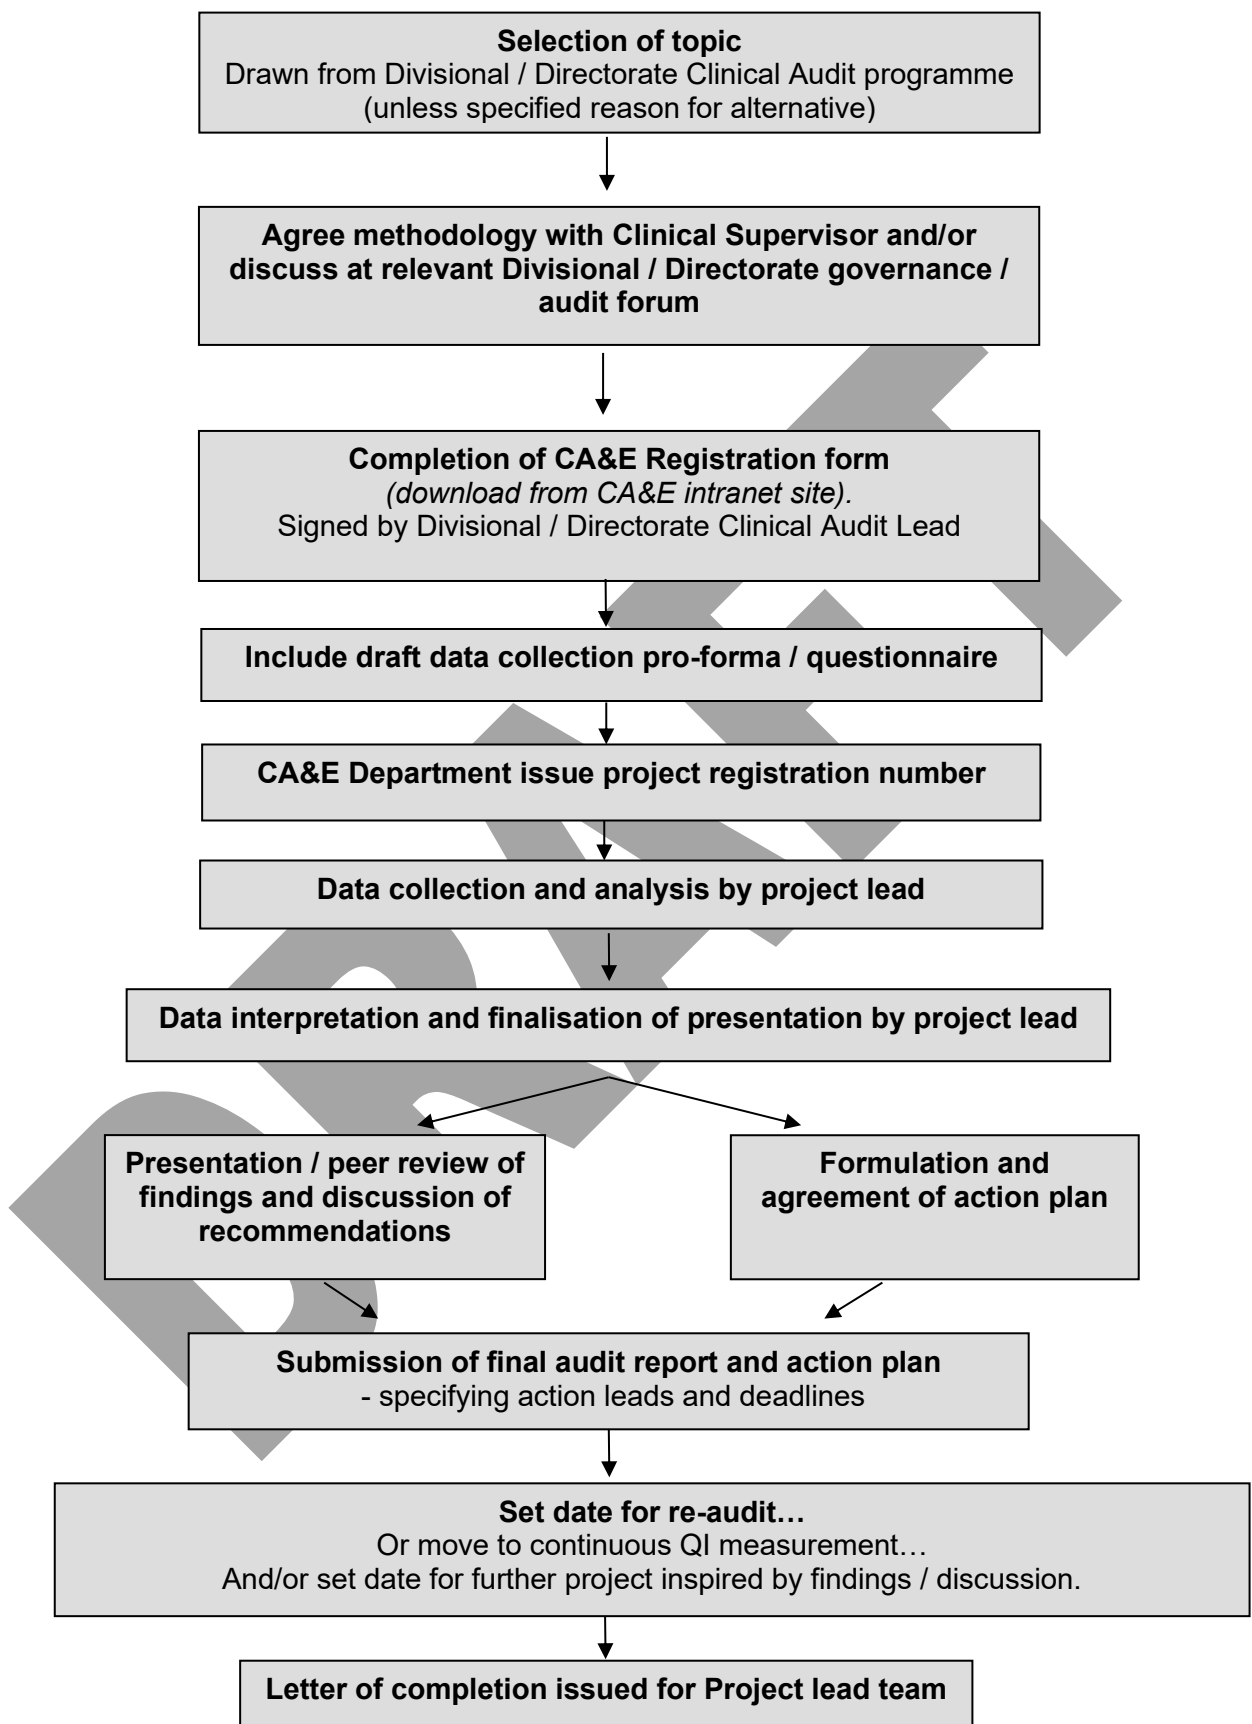 Selection of topic
Drawn from Divisional / Directorate Clinical Audit programme
(unless specified reason for alternative)
Agree methodology with Clinical Supervisor and/or
discuss at relevant Divisional / Directorate governance /
audit forum
Completion of CA&E Registration form
(download from CA&E intranet site).
Signed by Divisional / Directorate Clinical Audit Lead
Include draft data collection pro-forma / questionnaire
CA&E Department issue project registration number
Data collection and analysis by project lead
Data interpretation and finalisation of presentation by project lead
Presentation / peer review of
findings and discussion of
recommendations
Formulation and
agreement of action plan
Submission of final audit report and action plan
- specifying action leads and deadlines
Set date for re-audit…
Or move to continuous QI measurement…
And/or set date for further project inspired by findings / discussion.
Letter of completion issued for Project lead team
DRAFT